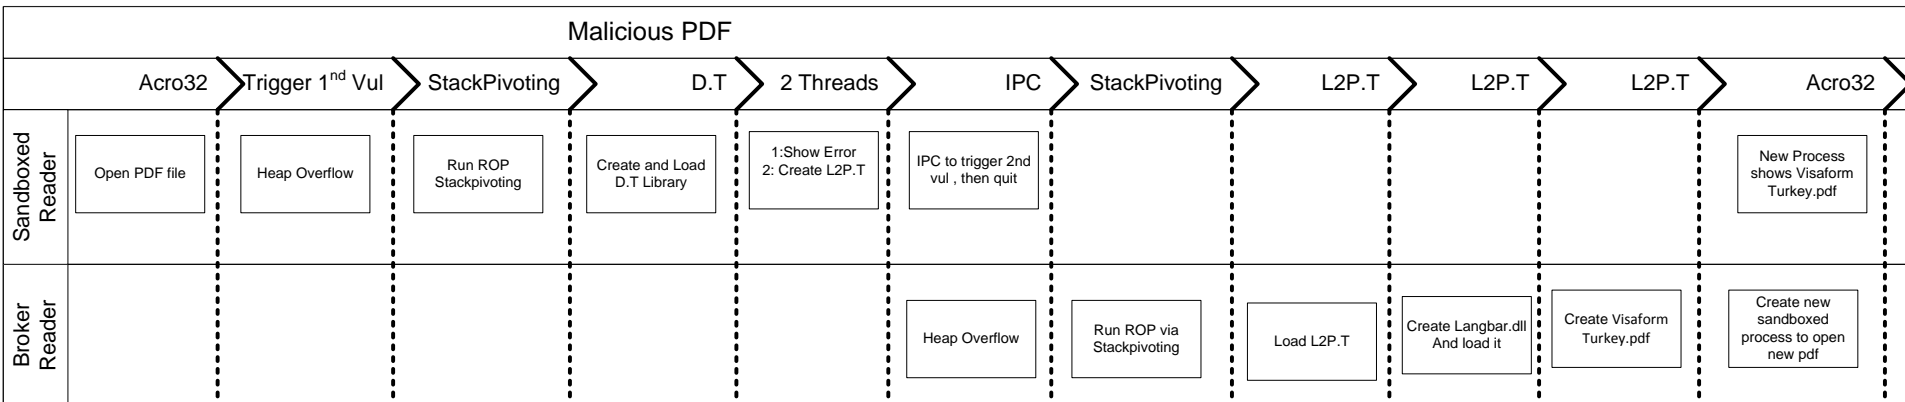 Malicious PDF
Acro32
Trigger 1nd Vul
StackPivoting
D.T
2 Threads
IPC
StackPivoting
L2P.T
L2P.T
L2P.T
Acro32
Sandboxed
Reader
Open PDF file
Heap Overflow
Run ROP
Stackpivoting
Create and Load
D.T Library
1:Show Error
2: Create L2P.T
IPC to trigger 2nd
vul , then quit
New Process
shows Visaform
Turkey.pdf
Broker
Reader
Heap Overflow
Run ROP via
Stackpivoting
Load L2P.T
Create Langbar.dll
And load it
Create Visaform
Turkey.pdf
Create new
sandboxed
process to open
new pdf